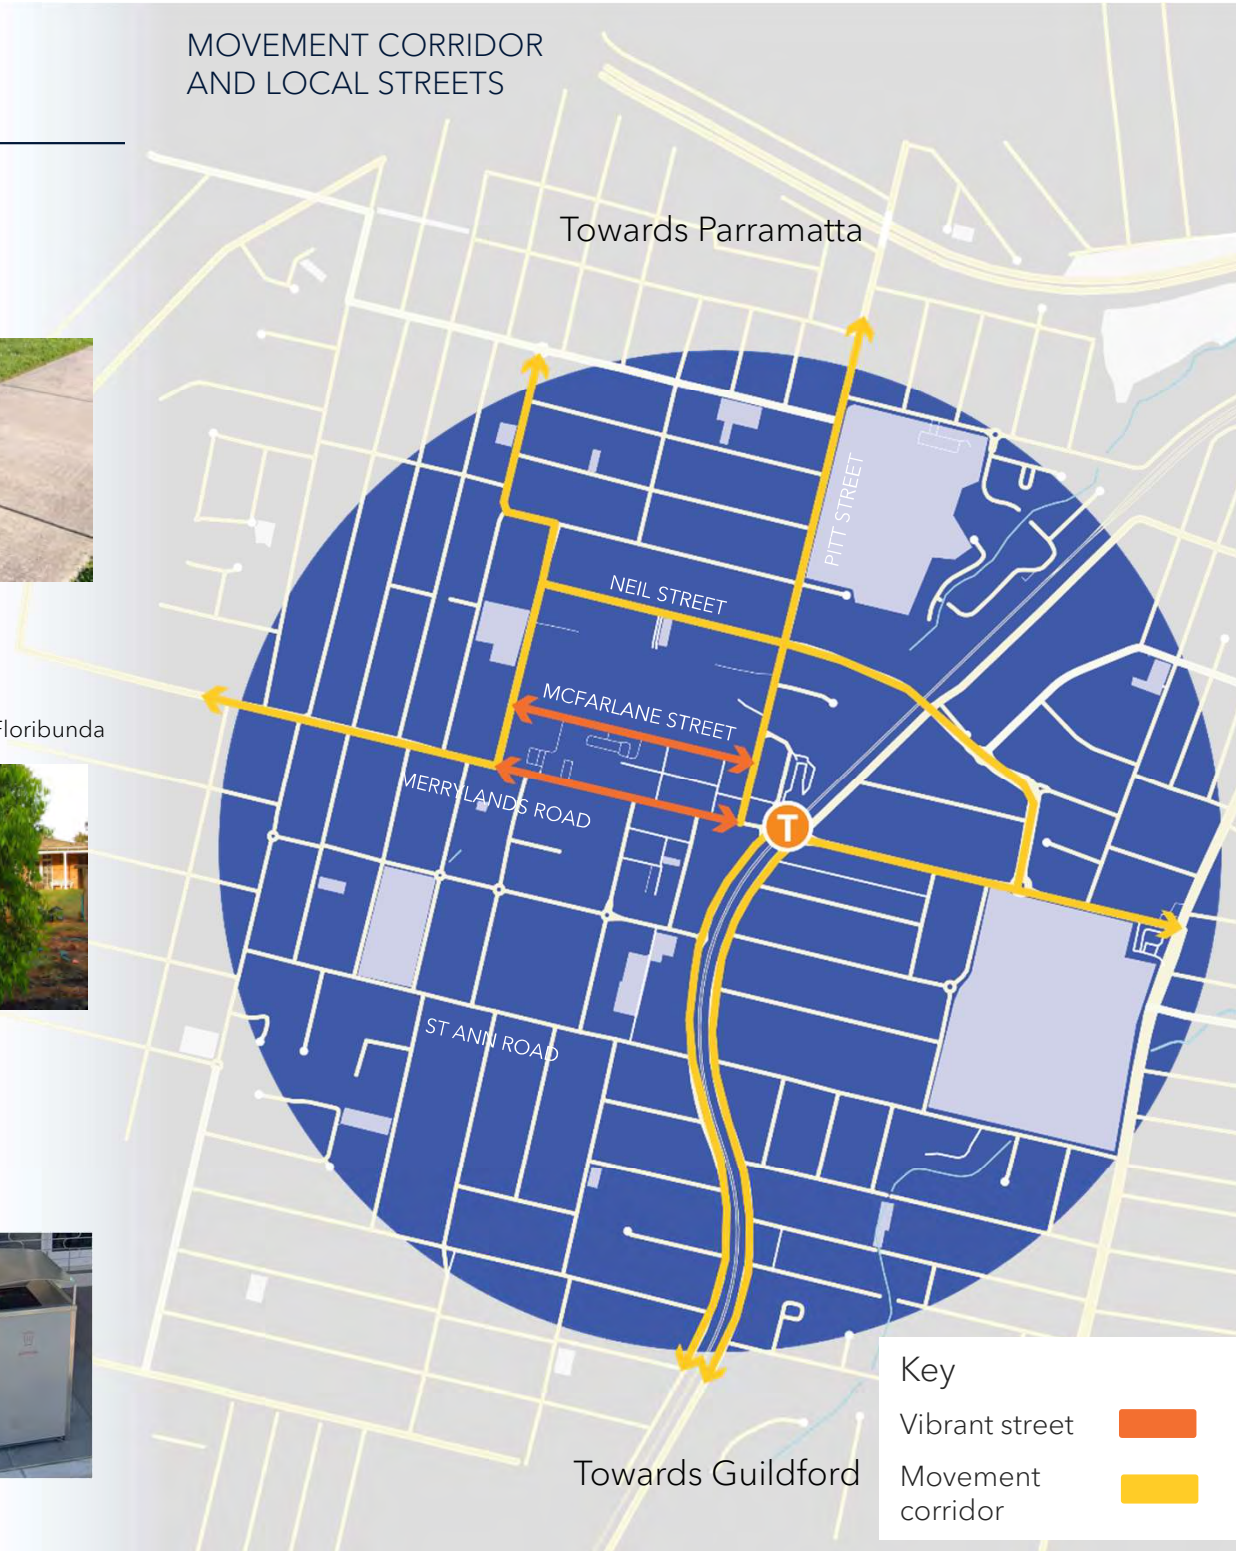 MOVEMENT CORRIDOR
AND LOCAL STREETS
Towards Parramatta
PITT STREET
NEIL STREET
MCFARLANE STREET
Floribunda
MERRYLANDS ROAD
T
ST ANN ROAD
Towards Guildford
Key
Vibrant street
Movement
corridor